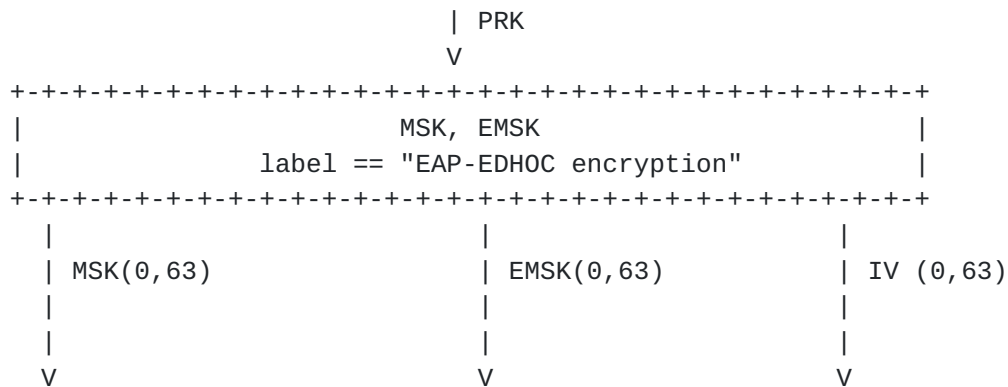 | PRK
V
+-+-+-+-+-+-+-+-+-+-+-+-+-+-+-+-+-+-+-+-+-+-+-+-+-+-+-+-+-+
| MSK, EMSK |
| label == "EAP-EDHOC encryption" |
+-+-+-+-+-+-+-+-+-+-+-+-+-+-+-+-+-+-+-+-+-+-+-+-+-+-+-+-+-+
| | |
| MSK(0,63) | EMSK(0,63) | IV (0,63)
| | |
| | |
V V V